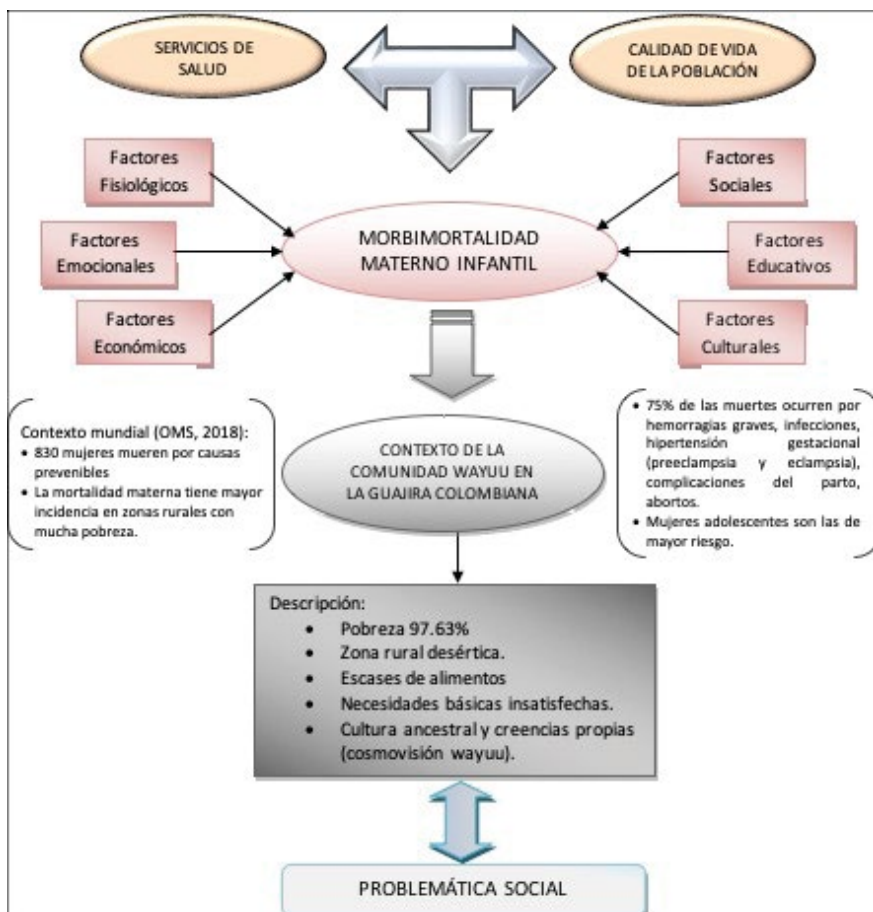 SERVICIOS DE
SALUD
CALIDAD DE VIDA
DE LA POBLACIÓN
Factores
Fisiológicos
Factores
Sociales
MORBIMORTALIDAD
MATERNO INFANTIL
Factores
Emocionales
Factores
Educativos
Factores
Económicos
Factores
Culturales
Contexto mundial (OMS, 2018):
• 830 mujeres mueren por causas
prevenibles
• La mortalidad materna tiene mayor
incidencia en zonas rurales con
mucha pobreza.
CONTEXTO DE LA
COMUNIDAD WAYUU EN
LA GUAJIRA COLOMBIANA
• 75% de las muertes ocurren por
hemorragias graves, infecciones,
hipertensión gestacional
(preeclampsia y eclampsia),
complicaciones del parto,
abortos.
• Mujeres adolescentes son las de
mayor riesgo.
Descripción:
• Pobreza 97.63%
• Zona rural desértica.
• Escases de alimentos
• Necesidades básicas insatisfechas.
• Cultura ancestral y creencias propias
(cosmovisión wayuu).
PROBLEMÁTICA SOCIAL